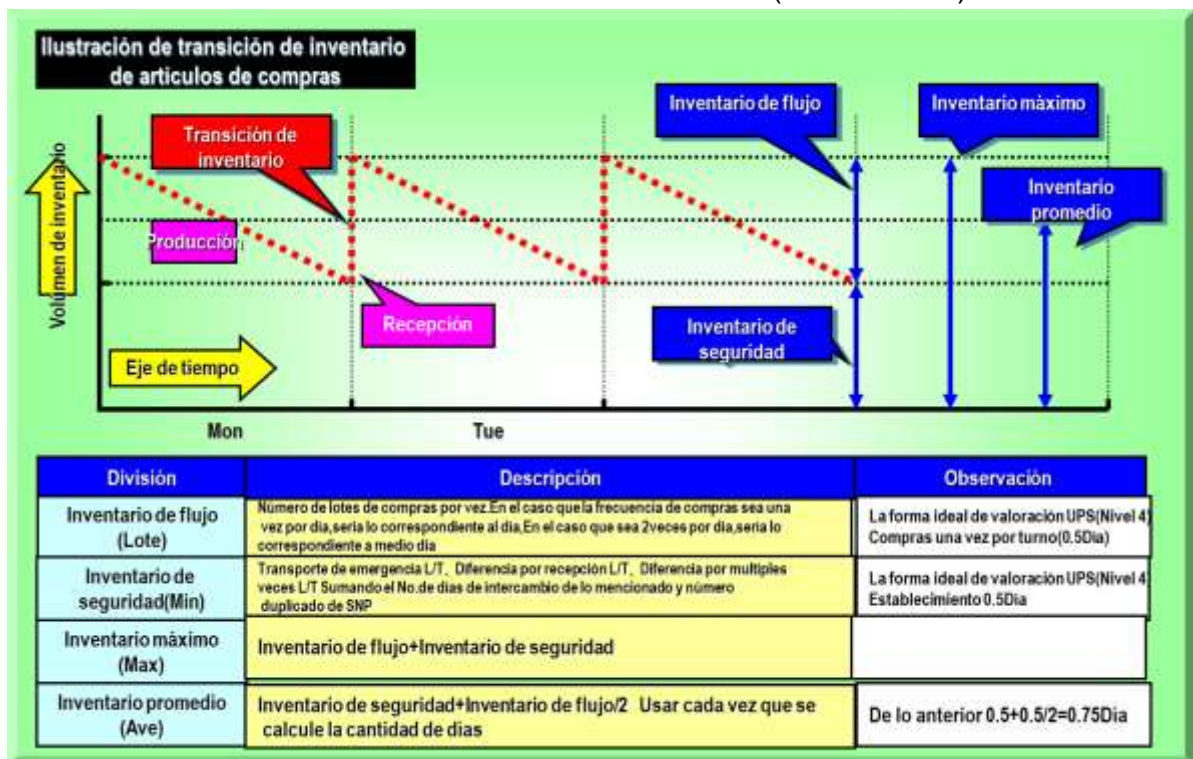 Ilustración de transición de inventario
de articulos de compras
Inventario de flujo
Inventario màximo
Transición de
inventario
Inventario
promedio
Volúmen de inventario
Producción
Recepción
Inventario de
seguridad
Eje de tiempo
Mon
Tue
División
Descripción
Observación
Inventario de flujo
(Lote)
Número de lotes de compras por vez.En el caso que la frecuencia de compras sea una
vez por dia,seria lo correspondiente al dia,En el caso que sea 2veces por dia,seria lo
correspondiente a medio dia
La forma ideal de valoración UPS(Nivel 4)
Compras una vez por turno(0.5Dia)
Inventario de
seguridad(Min)
Transporte de emergencia L/T、Diferencia por recepción L/T、Diferencia por multiples
veces L/T Sumando el No.de dias de intercambio de lo mencionado y número
duplicado de SNP
La forma ideal de valoración UPS(Nivel 4
Establecimiento 0.5Dia
Inventario máximo
(Max)
Inventario de flujo+Inventario de seguridad
Inventario promedio
(Ave)
Inventario de seguridad+Inventario de flujo/2 Usar cada vez que se
calcule la cantidad de dias
De lo anterior 0.5+0.5/2=0.75Dia